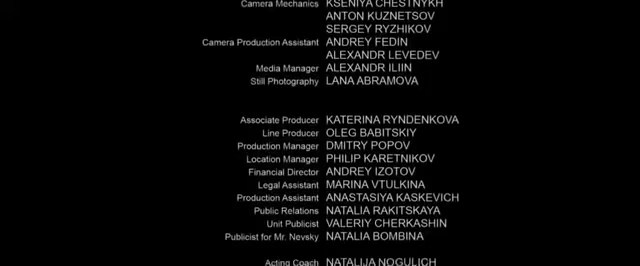 Camera Mechanics KSENIYA CHESTNYKH
ANTON KUZNETSOV
SERGEY RYZHIKOV
Camera Production Assistant ANDREY FEDIN
ALEXANDR LEVEDEV
Media Manager ALEXANDR ILIIN
Still Photography LANA ABRAMOVA
Associate Producer KATERINA RYNDENKOVA
Line Producer OLEG BABITSKIY
Production Manager DMITRY POPOV
Location Manager PHILIP KARETNIKOV
Financial Director ANDREY IZOTOV
Legal Assistant MARINA VTULKINA
Production Assistant ANASTASIYA KASKEVICH
Public Relations NATALIA RAKITSKAYA
Unit Publicist VALERIY CHERKASHIN
Publicist for Mr. Nevsky NATALIA BOMBINA
Acting Coach NATALIJA NOGULICH